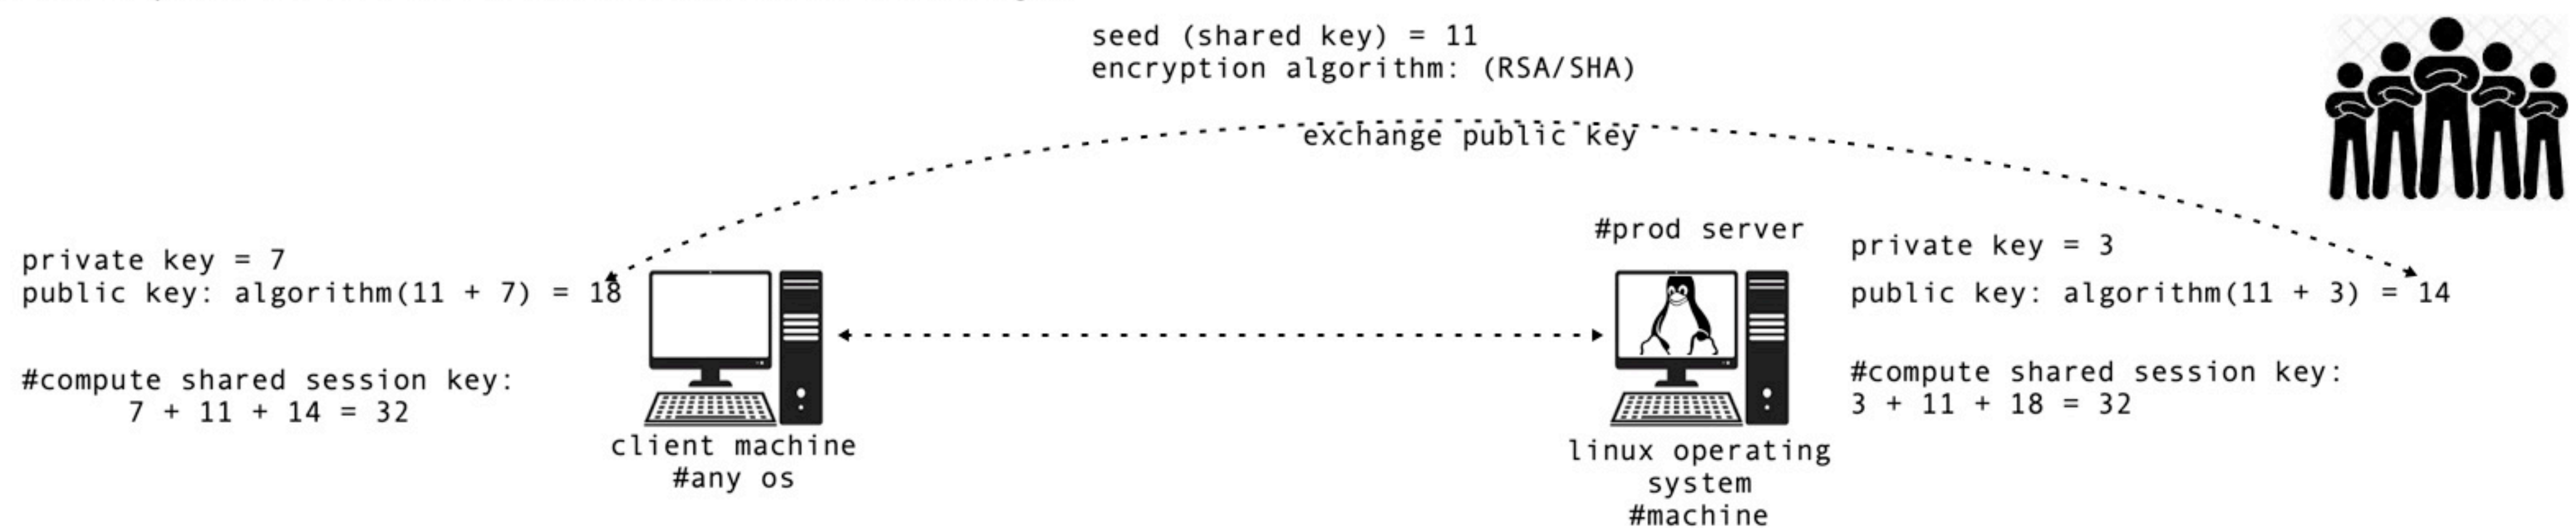 seed (shared key) = 11
encryption algorithm: (RSA/SHA)
exchange public key
#prod server
private key = 7
public key: algorithm(11 + 7) = 18
private key = 3
public key: algorithm(11 + 3) = 14
#compute shared session key:
7 + 11 + 14 = 32
#compute shared session key:
3 + 11 + 18 = 32
client machine
#any os
linux operating
system
#machine